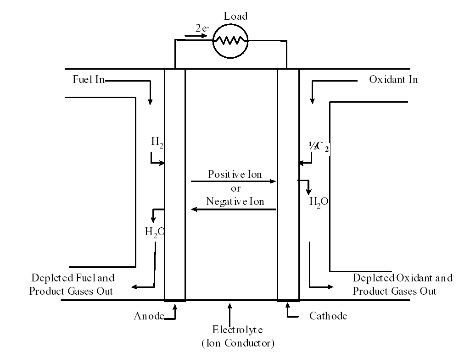 Load
2e-
Fuel In
Oxidant In
H2
½O2
Positive Ion
or
Negative Ion
H2O
H2O
Depleted Fuel and
Product Gases Out
Depleted Oxidant and
Product Gases Out
Anode
Cathode
Electrolyte
(Ion Conductor)